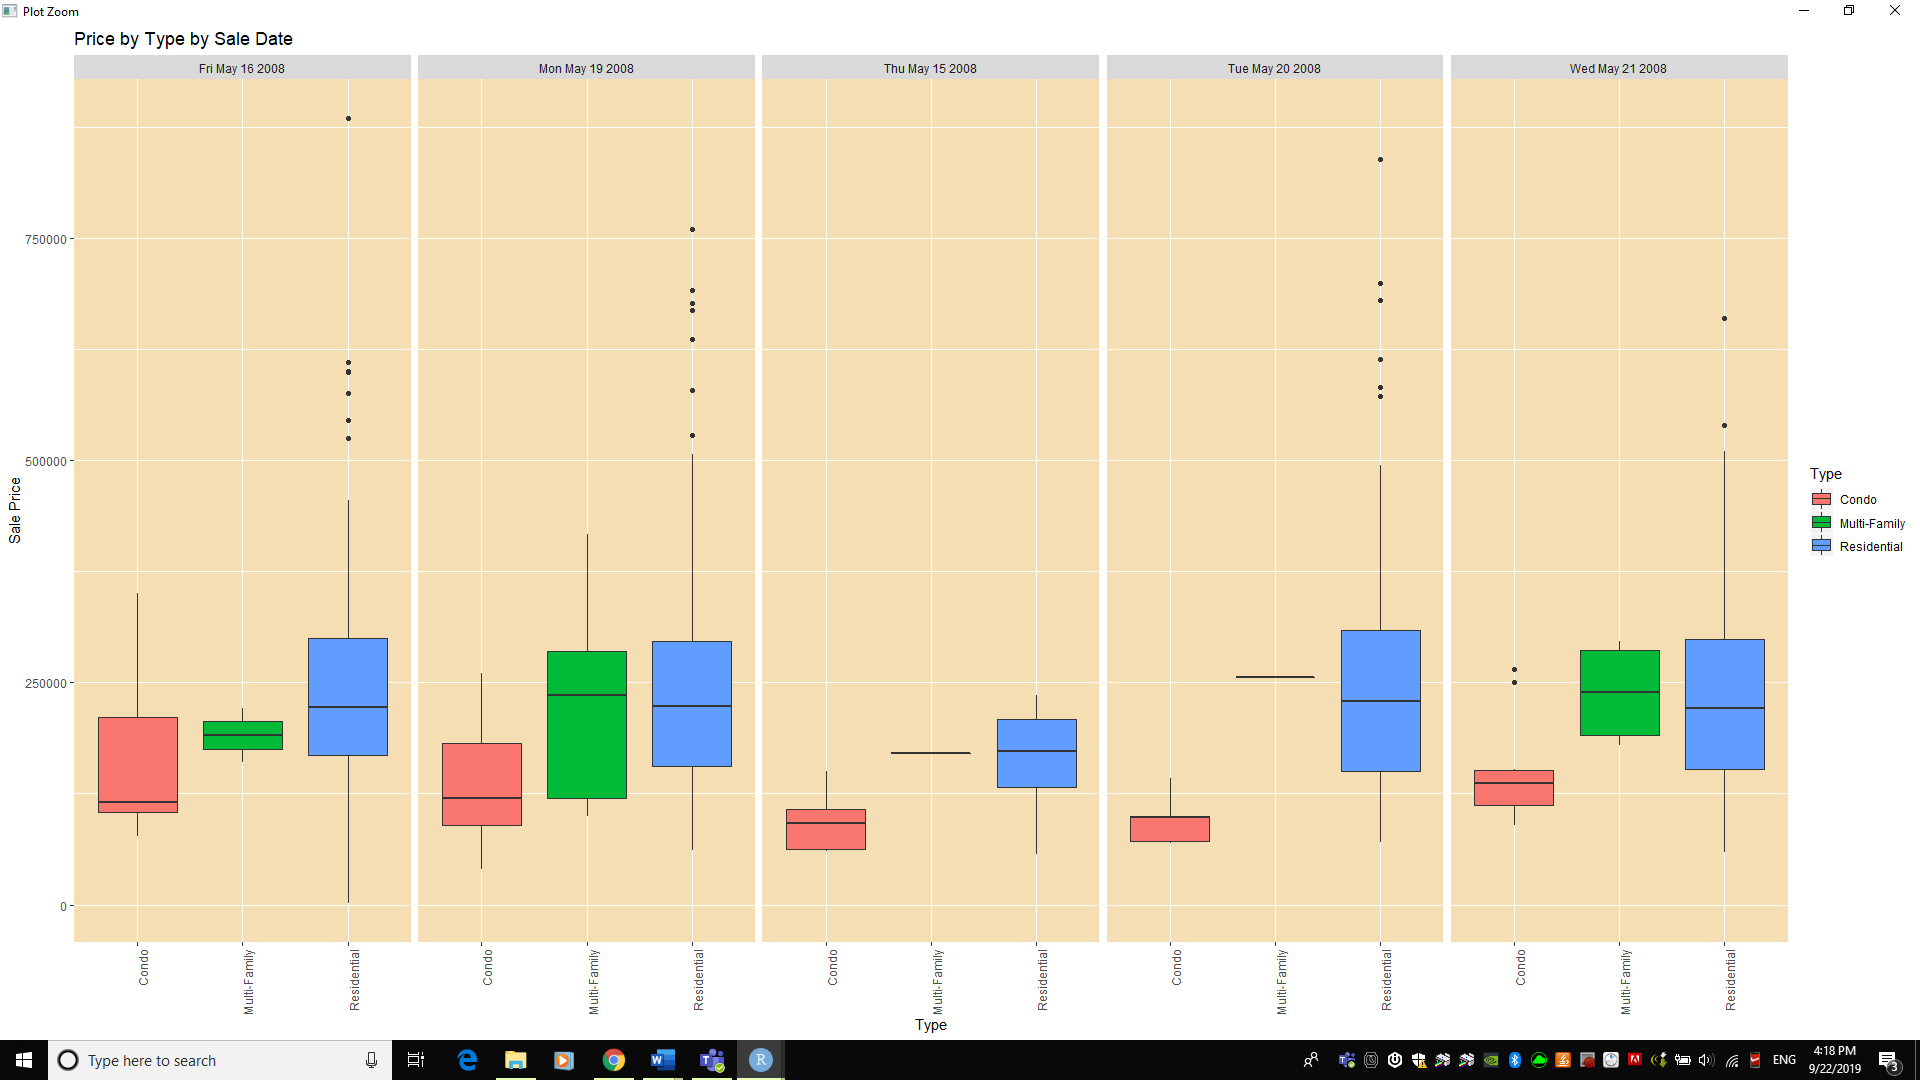 Plot Zoom
Price by Type by Sale Date
Fri May 16 2008
Mon May 19 2008
Thu May 15 2008
Tue May 20 2008
Wed May 21 2008
750000
500000
250000
0
Sale Price
Condo
Multi-Family
Residential
Condo
Multi-Family
Residential
Condo
Multi-Family
Residential
Condo
Multi-Family
Residential
Condo
Multi-Family
Residential
Type
Type
Condo
Multi-Family
Residential
Type here to search
ENG
4:18 PM
9/22/2019
3